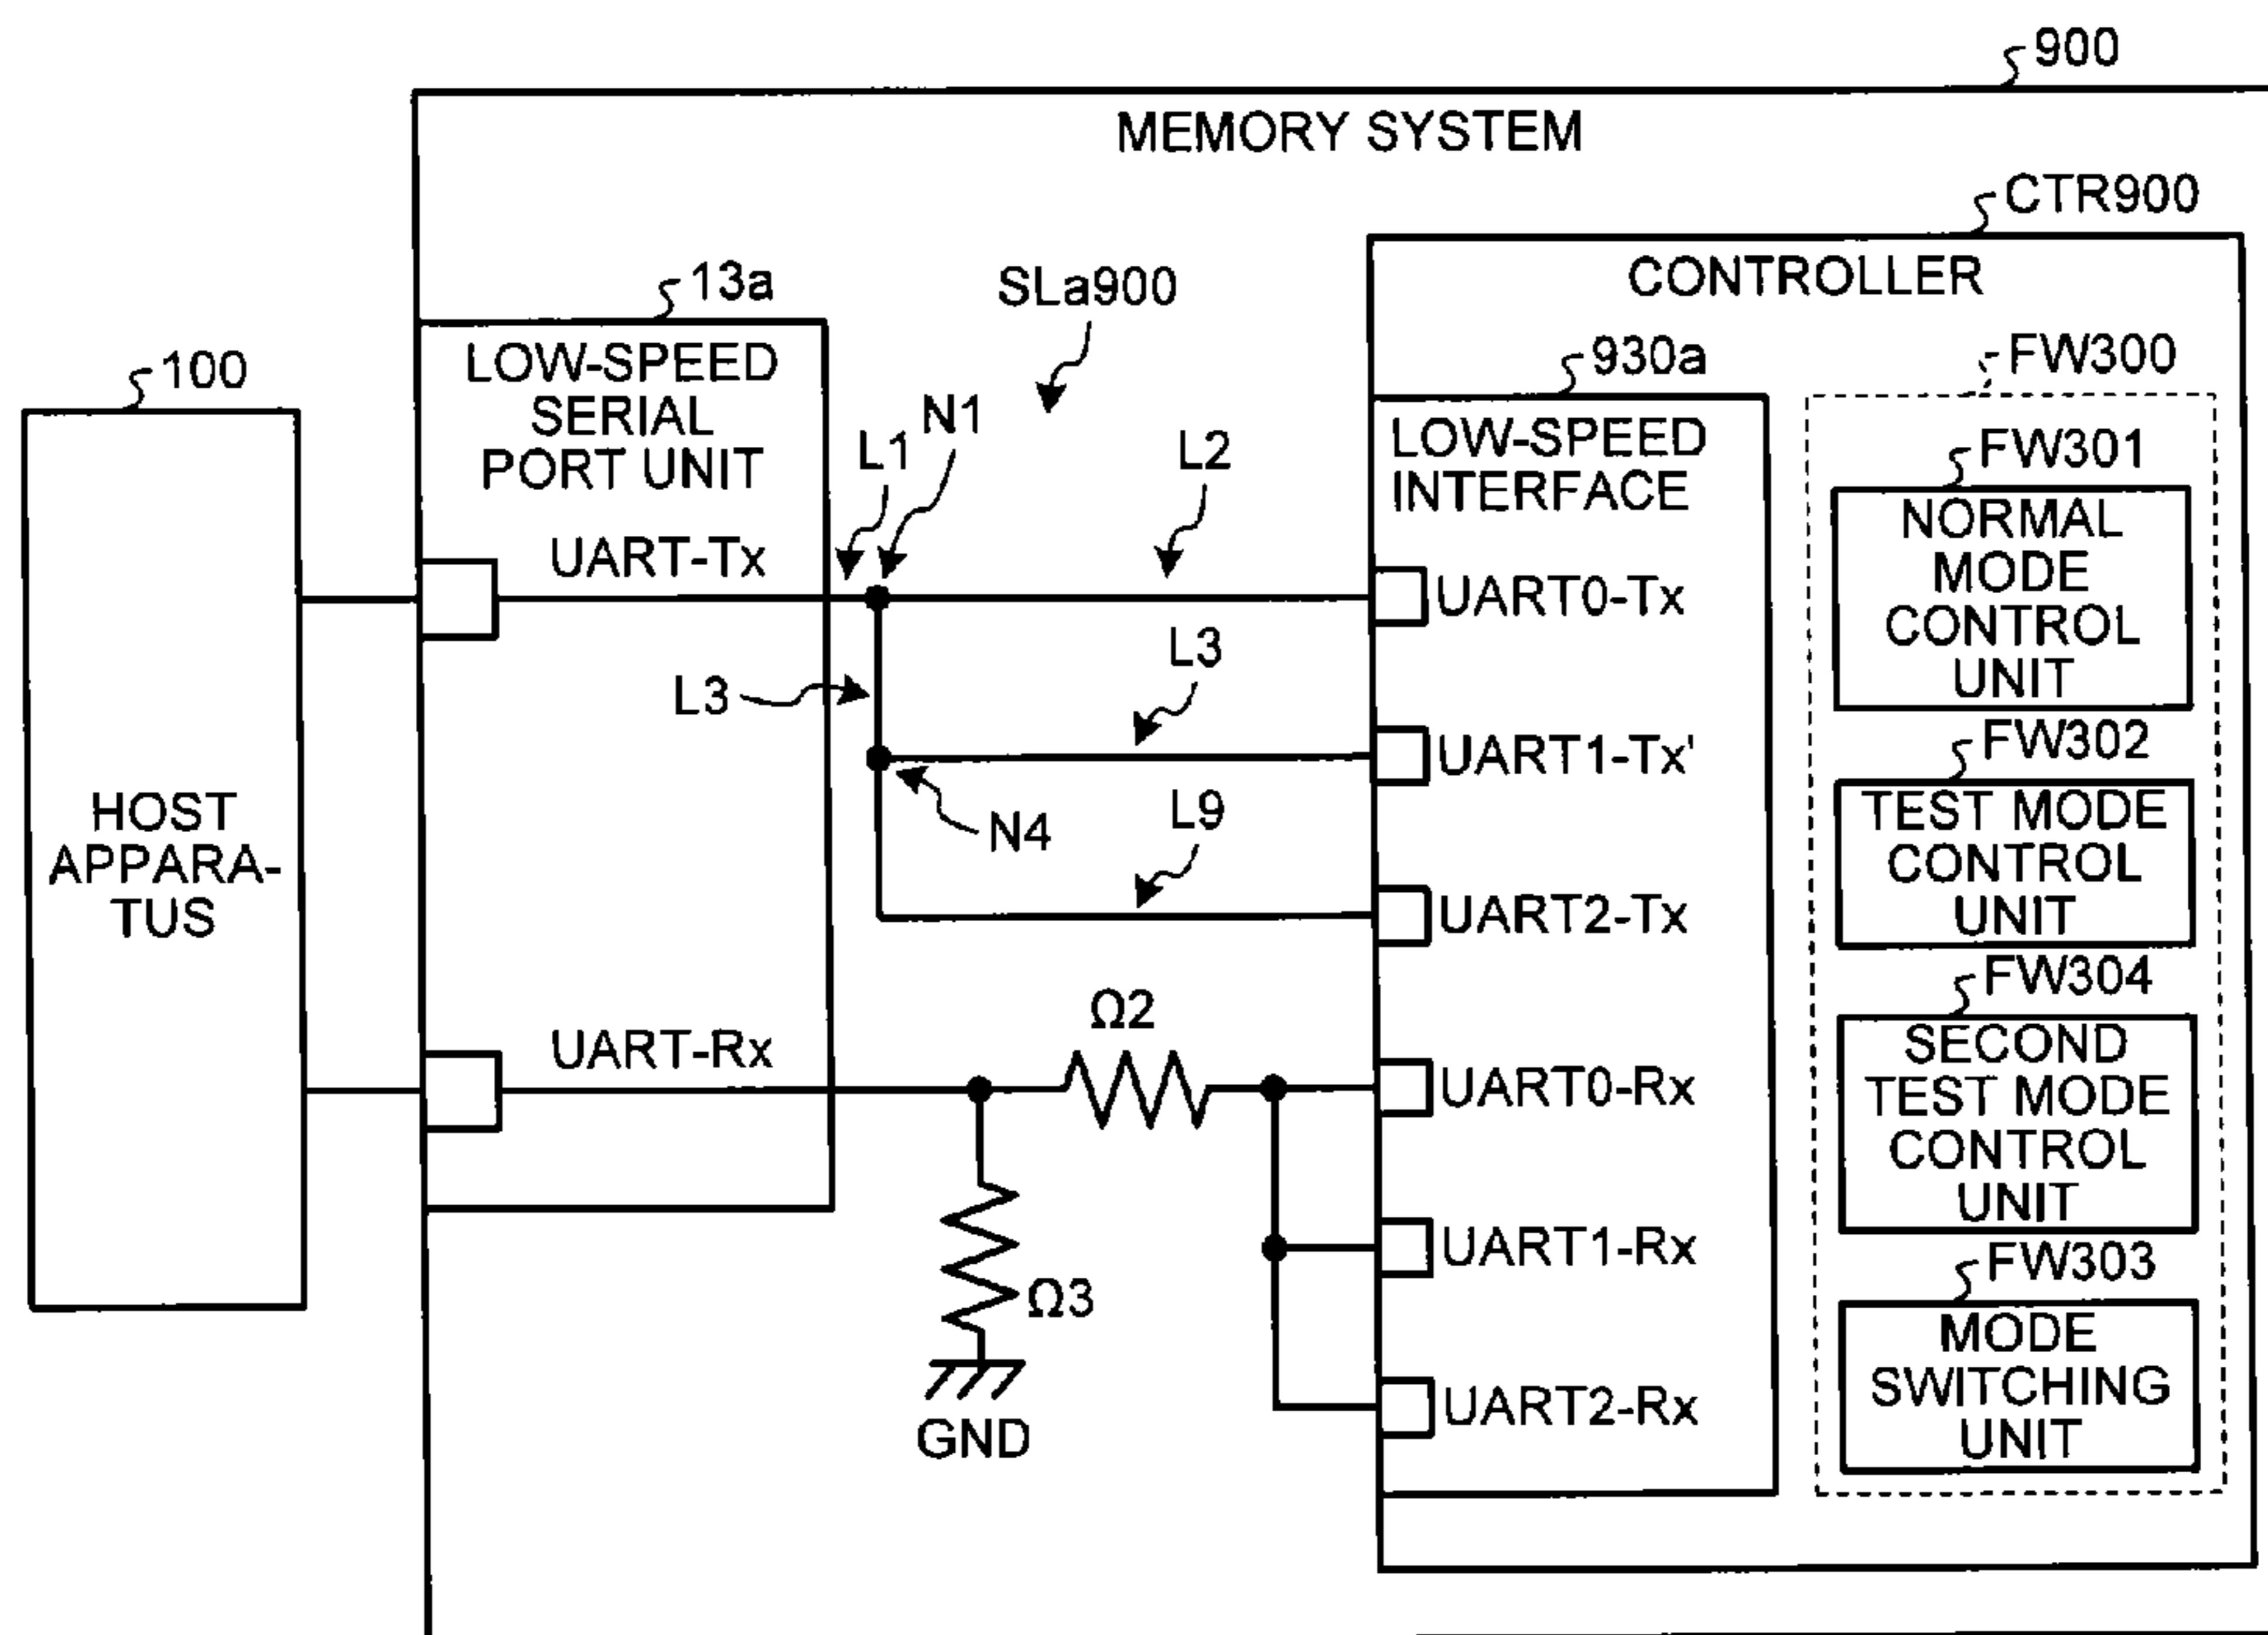 900
MEMORY SYSTEM
CTR900
CONTROLLER
13a
SLa900
LOW-SPEED
SERIAL
PORT UNIT
930a
FW300
100
N1
L1
L2
LOW-SPEED
INTERFACE
FW301
NORMAL
MODE
CONTROL
UNIT
UART-Tx
UART0-Tx
L3
L3
UART1-Tx'
FW302
TEST MODE
CONTROL
UNIT
HOST
APPARA-
TUS
N4
L9
UART2-Tx
FW304
SECOND
TEST MODE
CONTROL
UNIT
UART-Rx
Ω2
UART0-Rx
UART1-Rx
Ω3
FW303
MODE
SWITCHING
UNIT
GND
UART2-Rx